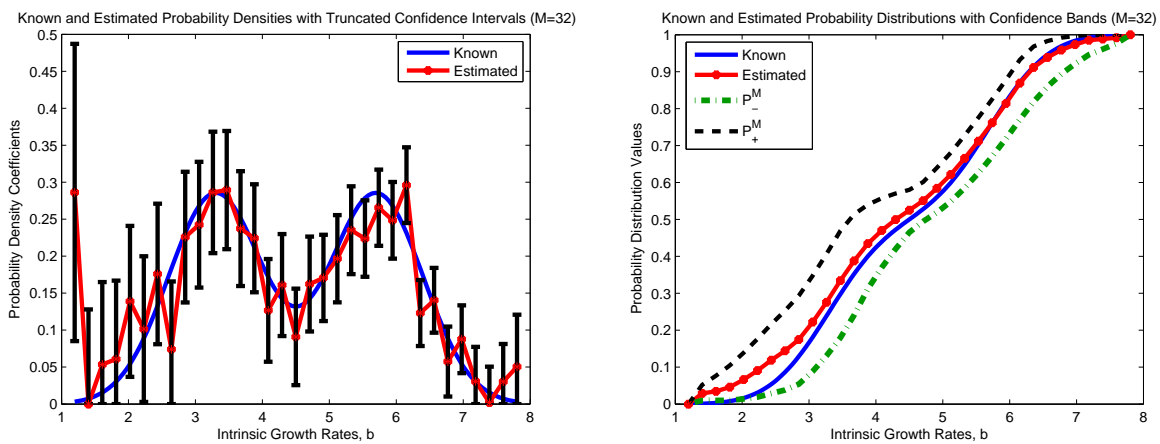 Known and Estimated Probability Densities with Truncated Confidence Intervals (M=32)
0.5
0.45
0.4
0.35
0.3
0.25
0.2
0.15
0.1
0.05
0
Probability Density Coefficients
Known
Estimated
1 2 3 4 5 6 7 8
Intrinsic Growth Rates, b
Known and Estimated Probability Distributions with Confidence Bands (M=32)
1
0.9
0.8
0.7
0.6
0.5
0.4
0.3
0.2
0.1
0
Probability Distribution Values
Known
Estimated
P_-^M
P_+^M
1 2 3 4 5 6 7 8
Intrinsic Growth Rates, b